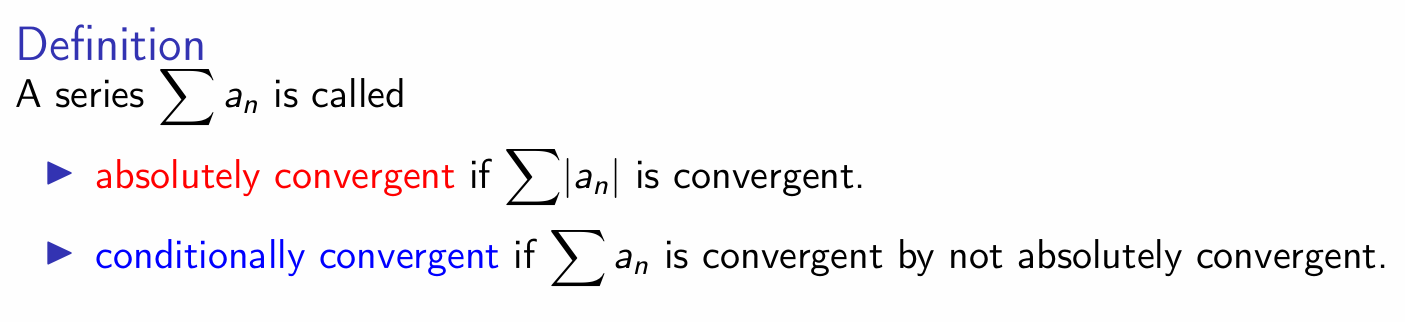 Definition
A series ∑ aₙ is called
▶ absolutely convergent if ∑|aₙ| is convergent.
▶ conditionally convergent if ∑ aₙ is convergent by not absolutely convergent.